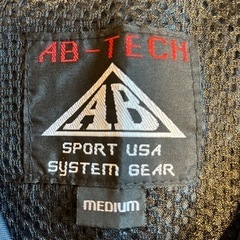 AB-TECH
AB
SPORT USA
SYSTEM GEAR
MEDIUM